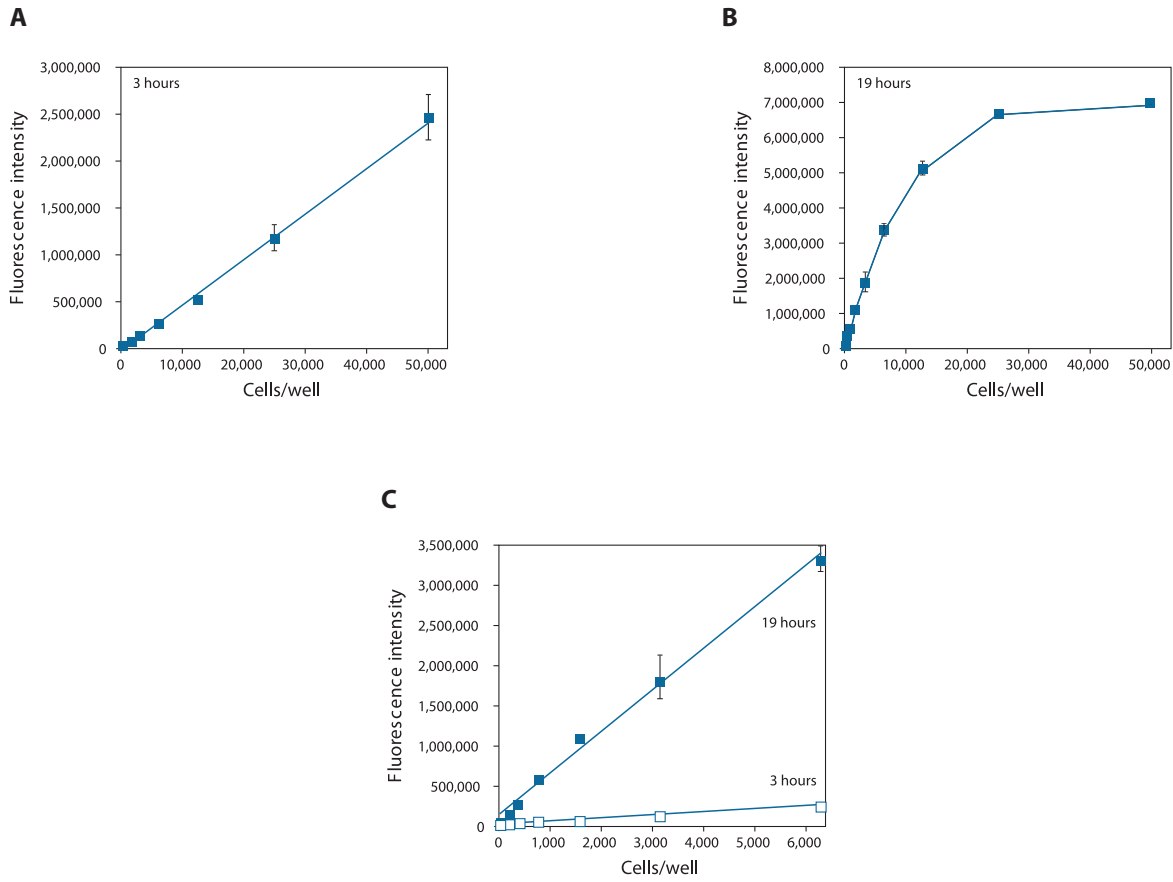 A
3 hours
3,000,000
2,500,000
2,000,000
1,500,000
1,000,000
500,000
0
Fluorescence intensity
0 10,000 20,000 30,000 40,000 50,000
Cells/well
B
19 hours
8,000,000
7,000,000
6,000,000
5,000,000
4,000,000
3,000,000
2,000,000
1,000,000
0
Fluorescence intensity
0 10,000 20,000 30,000 40,000 50,000
Cells/well
C
3,500,000
3,000,000
2,500,000
2,000,000
1,500,000
1,000,000
500,000
0
Fluorescence intensity
19 hours
3 hours
0 1,000 2,000 3,000 4,000 5,000 6,000
Cells/well